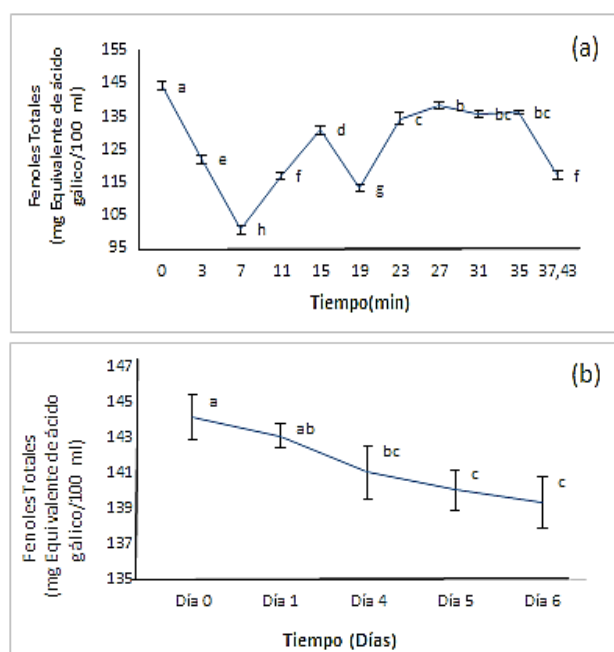 (a)
Fenoles Totales
(mg Equivalente de ácido
gálico/100 ml)
155
145
135
125
115
105
95
a
e
h
f
d
g
c
b
bc
bc
f
0 3 7 11 15 19 23 27 31 35 37,43
Tiempo(min)
(b)
Fenoles Totales
(mg Equivalente de ácido
gálico/100 ml)
147
145
143
141
139
137
135
a
ab
bc
c
c
Día 0 Día 1 Día 4 Día 5 Día 6
Tiempo (Días)